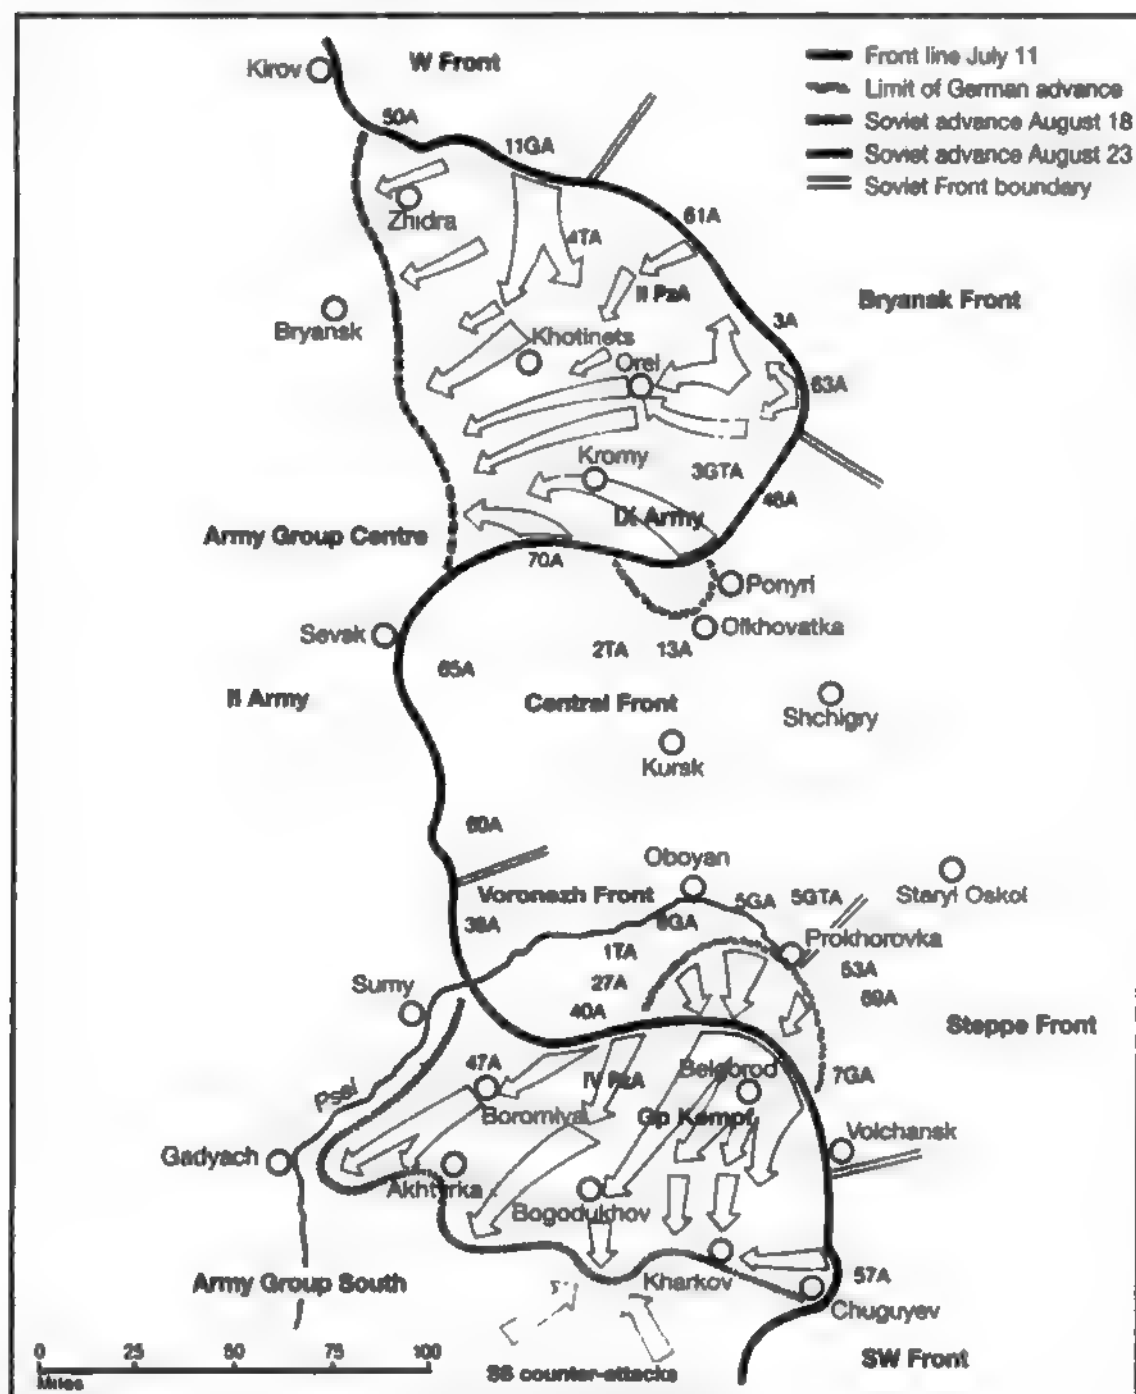 Kirov
W Front
Front line July 11
Limit of German advance
Soviet advance August 18
Soviet advance August 23
Soviet Front boundary
50A
11GA
Zhidra
4TA
61A
II PzA
Bryansk Front
Bryansk
3A
Khotinets
Orel
63A
Kromy
3GTA
48A
IX Army
Army Group Centre
70A
Ponyri
Olkhovatka
Sevsk
2TA
13A
65A
II Army
Central Front
Shchigry
Kursk
60A
Oboyan
Voronezh Front
5GA
5GTA
Staryi Oskol
38A
6GA
Prokhorovka
1TA
53A
27A
69A
Sumy
40A
Steppe Front
47A
IV PzA
Belgorod
7GA
Psel
Boromlya
Gp Kempf
Volchansk
Gadyach
Akhtyrka
Bogodukhov
Army Group South
Kharkov
57A
Chuguyev
0 25 50 75 100
Miles
SS counter-attacks
SW Front